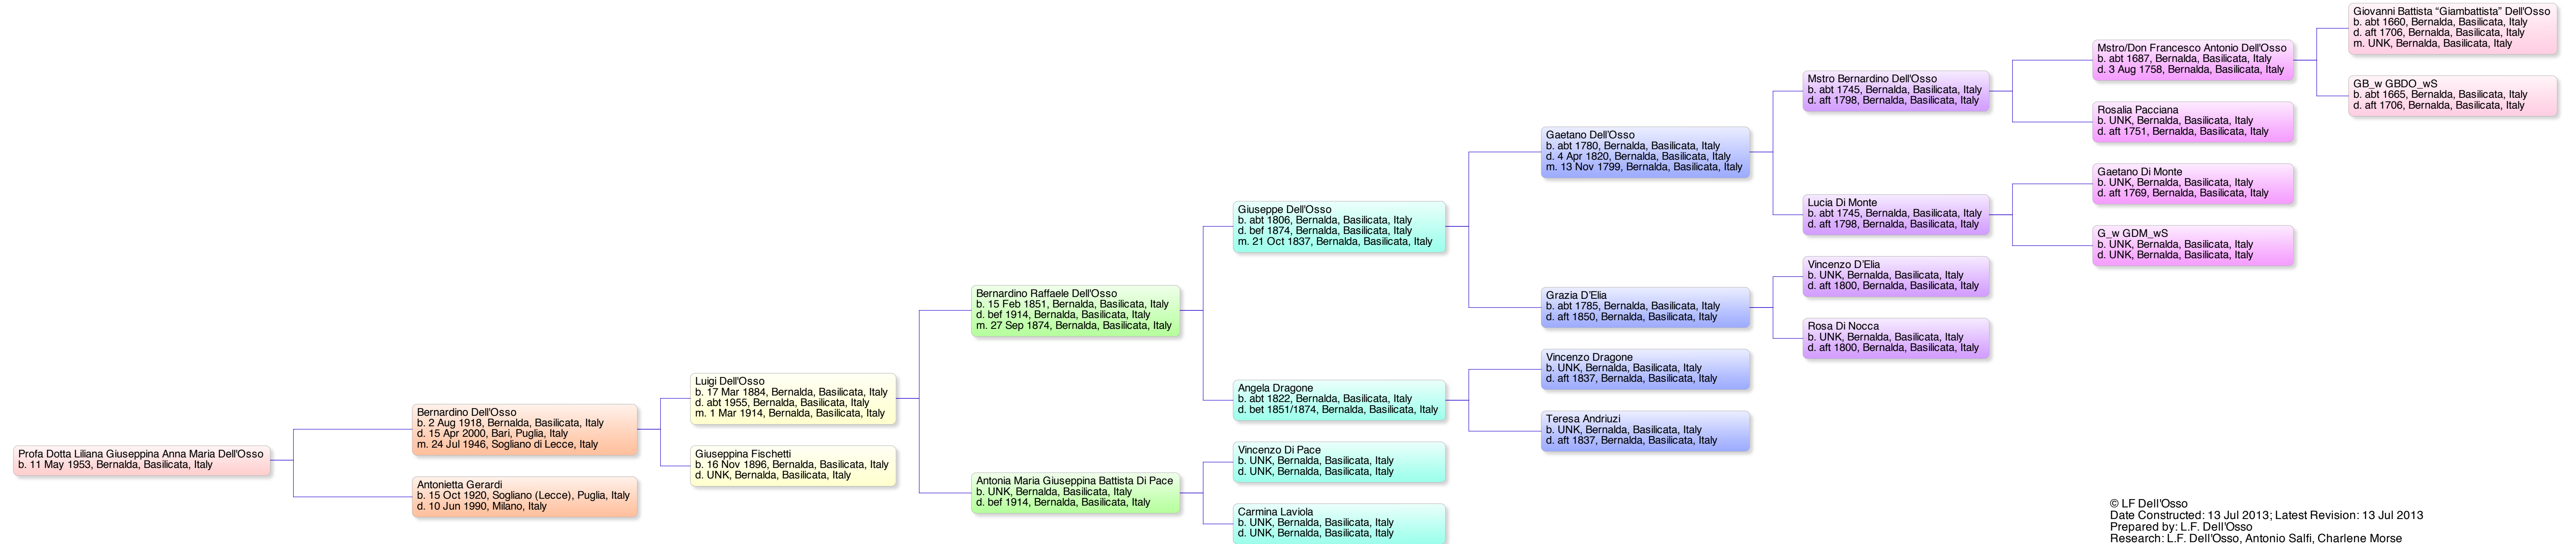 Profa Dotta Liliana Giuseppina Anna Maria Dell'Osso
b. 11 May 1953, Bernalda, Basilicata, Italy
Bernardino Dell'Osso
b. 2 Aug 1918, Bernalda, Basilicata, Italy
d. 15 Apr 2000, Bari, Puglia, Italy
m. 24 Jul 1946, Sogliano di Lecce, Italy
Antonietta Gerardi
b. 15 Oct 1920, Sogliano (Lecce), Puglia, Italy
d. 10 Jun 1990, Milano, Italy
Luigi Dell'Osso
b. 17 Mar 1884, Bernalda, Basilicata, Italy
d. abt 1955, Bernalda, Basilicata, Italy
m. 1 Mar 1914, Bernalda, Basilicata, Italy
Giuseppina Fischetti
b. 16 Nov 1896, Bernalda, Basilicata, Italy
d. UNK, Bernalda, Basilicata, Italy
Bernardino Raffaele Dell'Osso
b. 15 Feb 1851, Bernalda, Basilicata, Italy
d. bef 1914, Bernalda, Basilicata, Italy
m. 27 Sep 1874, Bernalda, Basilicata, Italy
Antonia Maria Giuseppina Battista Di Pace
b. UNK, Bernalda, Basilicata, Italy
d. bef 1914, Bernalda, Basilicata, Italy
Giuseppe Dell'Osso
b. abt 1806, Bernalda, Basilicata, Italy
d. bef 1874, Bernalda, Basilicata, Italy
m. 21 Oct 1837, Bernalda, Basilicata, Italy
Angela Dragone
b. abt 1822, Bernalda, Basilicata, Italy
d. bet 1851/1874, Bernalda, Basilicata, Italy
Vincenzo Di Pace
b. UNK, Bernalda, Basilicata, Italy
d. UNK, Bernalda, Basilicata, Italy
Carmina Laviola
b. UNK, Bernalda, Basilicata, Italy
d. UNK, Bernalda, Basilicata, Italy
Gaetano Dell'Osso
b. abt 1780, Bernalda, Basilicata, Italy
d. 4 Apr 1820, Bernalda, Basilicata, Italy
m. 13 Nov 1799, Bernalda, Basilicata, Italy
Grazia D'Elia
b. abt 1785, Bernalda, Basilicata, Italy
d. aft 1850, Bernalda, Basilicata, Italy
Vincenzo Dragone
b. UNK, Bernalda, Basilicata, Italy
d. aft 1837, Bernalda, Basilicata, Italy
Teresa Andriuzi
b. UNK, Bernalda, Basilicata, Italy
d. aft 1837, Bernalda, Basilicata, Italy
Mstro Bernardino Dell'Osso
b. abt 1745, Bernalda, Basilicata, Italy
d. aft 1798, Bernalda, Basilicata, Italy
Lucia Di Monte
b. abt 1745, Bernalda, Basilicata, Italy
d. aft 1798, Bernalda, Basilicata, Italy
Vincenzo D'Elia
b. UNK, Bernalda, Basilicata, Italy
d. aft 1800, Bernalda, Basilicata, Italy
Rosa Di Nocca
b. UNK, Bernalda, Basilicata, Italy
d. aft 1800, Bernalda, Basilicata, Italy
Mstro/Don Francesco Antonio Dell'Osso
b. abt 1687, Bernalda, Basilicata, Italy
d. 3 Aug 1758, Bernalda, Basilicata, Italy
Rosalia Pacciana
b. UNK, Bernalda, Basilicata, Italy
d. aft 1751, Bernalda, Basilicata, Italy
Gaetano Di Monte
b. UNK, Bernalda, Basilicata, Italy
d. aft 1769, Bernalda, Basilicata, Italy
G_w GDM_wS
b. UNK, Bernalda, Basilicata, Italy
d. UNK, Bernalda, Basilicata, Italy
Giovanni Battista “Giambattista” Dell'Osso
b. abt 1660, Bernalda, Basilicata, Italy
d. aft 1706, Bernalda, Basilicata, Italy
m. UNK, Bernalda, Basilicata, Italy
GB_w GBDO_wS
b. abt 1665, Bernalda, Basilicata, Italy
d. aft 1706, Bernalda, Basilicata, Italy
© LF Dell'Osso
Date Constructed: 13 Jul 2013; Latest Revision: 13 Jul 2013
Prepared by: L.F. Dell'Osso
Research: L.F. Dell'Osso, Antonio Salfi, Charlene Morse